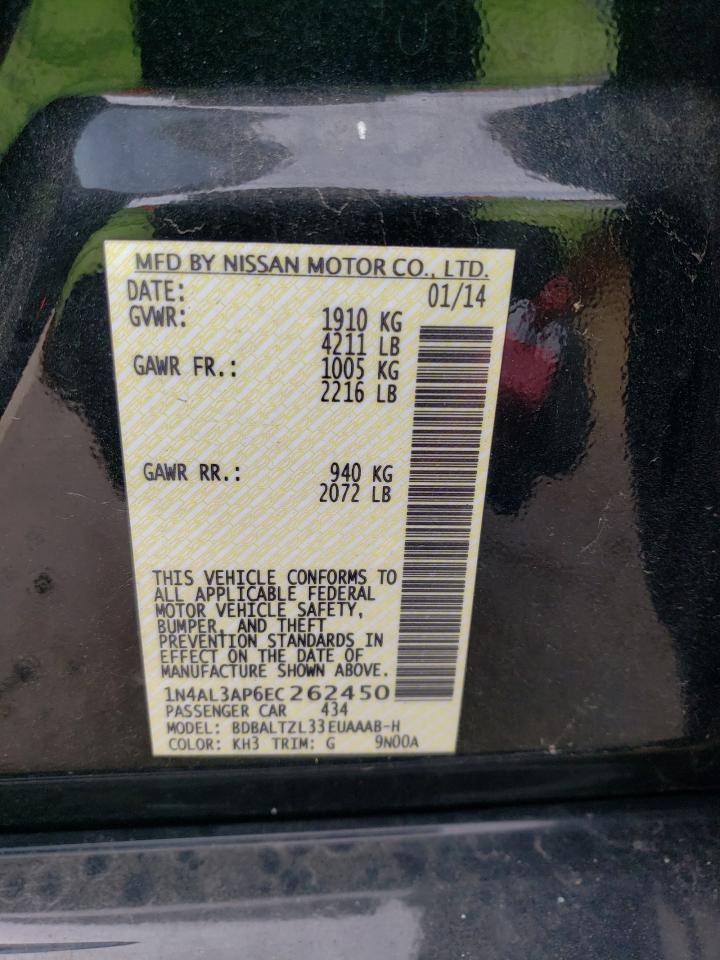 MFD BY NISSAN MOTOR CO., LTD.
DATE: 01/14
GVWR: 1910 KG
4211 LB
GAWR FR.: 1005 KG
2216 LB
GAWR RR.: 940 KG
2072 LB
THIS VEHICLE CONFORMS TO
ALL APPLICABLE FEDERAL
MOTOR VEHICLE SAFETY,
BUMPER, AND THEFT
PREVENTION STANDARDS IN
EFFECT ON THE DATE OF
MANUFACTURE SHOWN ABOVE.
1N4AL3AP6EC262450
PASSENGER CAR 434
MODEL: BDBALTZL33EUAAAB-H
COLOR: KH3 TRIM: G 9N00A